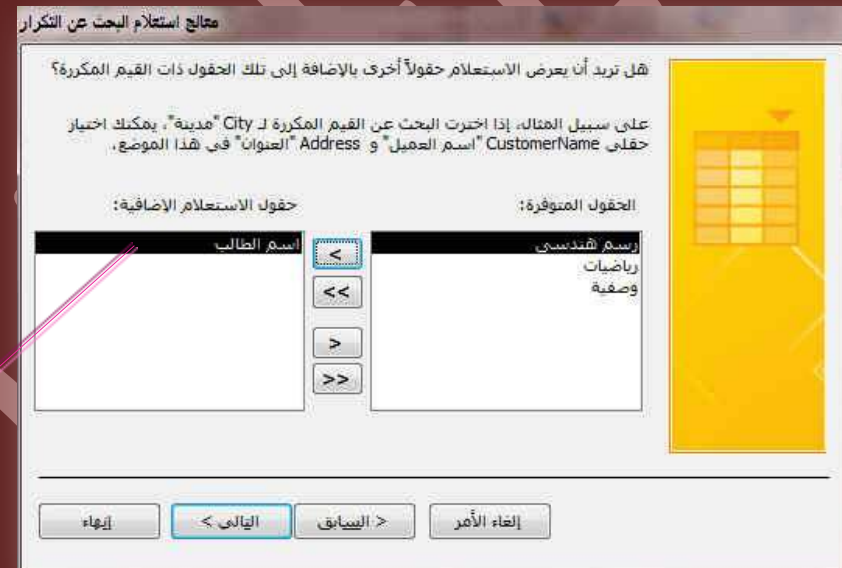 معالج استعلام البحث عن التكرار
هل تريد أن يعرض الاستعلام حقولاً أخرى بالإضافة إلى تلك الحقول ذات القيم المكررة؟
على سبيل المثال، إذا اخترت البحث عن القيم المكررة لـ City "مدينة"، يمكنك اختيار
حقلي CustomerName "اسم العميل" و Address "العنوان" في هذا الموضع.
الحقول المتوفرة:
حقول الاستعلام الإضافية:
رسم هندسي
رياضيات
وصفية
اسم الطالب
<
<<
>
>>
إلغاء الأمر
< السابق
التالي >
إنهاء